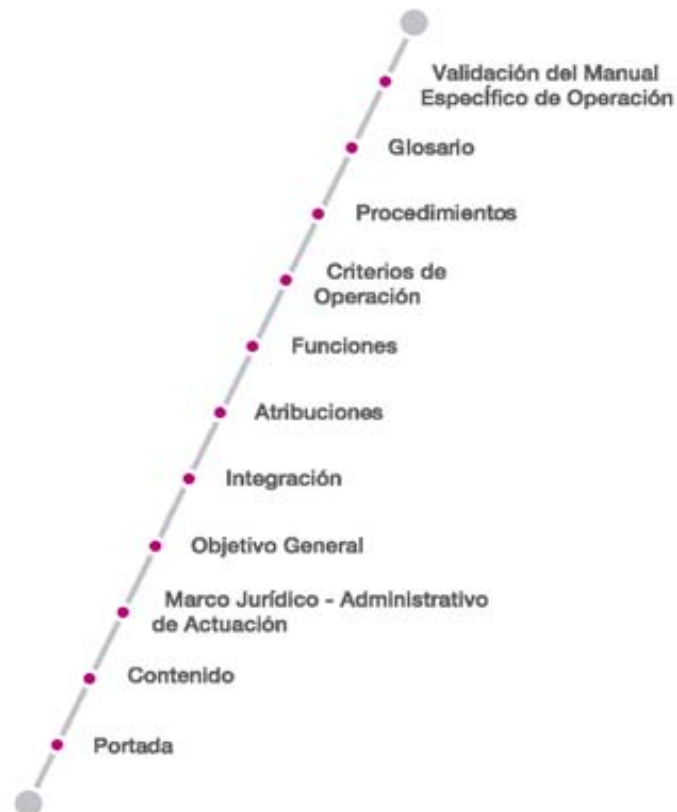 Validación del Manual
Específico de Operación
Glosario
Procedimientos
Criterios de
Operación
Funciones
Atribuciones
Integración
Objetivo General
Marco Jurídico - Administrativo
de Actuación
Contenido
Portada